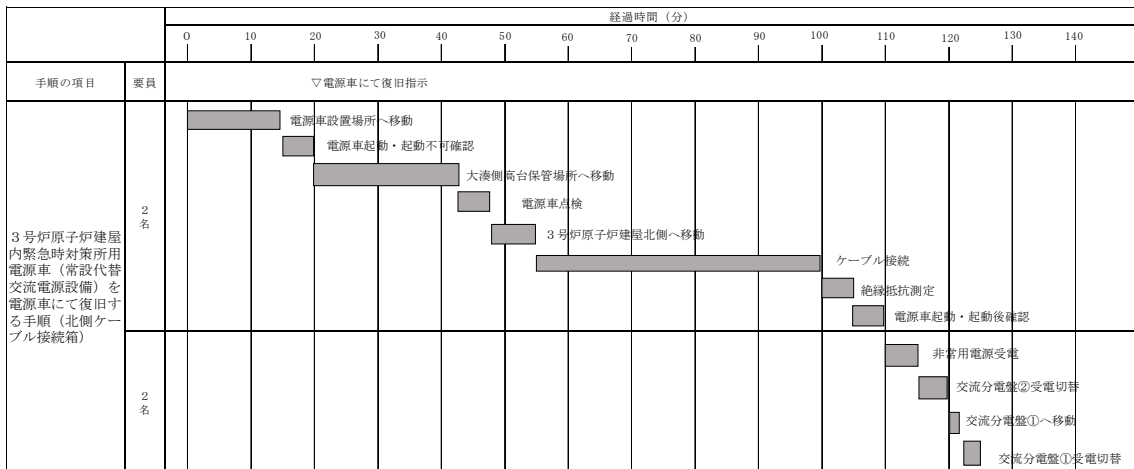 経過時間（分）
0 10 20 30 40 50 60 70 80 90 100 110 120 130 140
手順の項目 要員 ▽電源車にて復旧指示
電源車設置場所へ移動
電源車起動・起動不可確認
大湊側高台保管場所へ移動
電源車点検
３号炉原子炉建屋北側へ移動
ケーブル接続
絶縁抵抗測定
電源車起動・起動後確認
２
名
３号炉原子炉建屋
内緊急時対策所用
電源車（常設代替
交流電源設備）を
電源車にて復旧す
る手順（北側ケー
ブル接続箱）
非常用電源受電
交流分電盤②受電切替
交流分電盤①へ移動
交流分電盤①受電切替
２
名